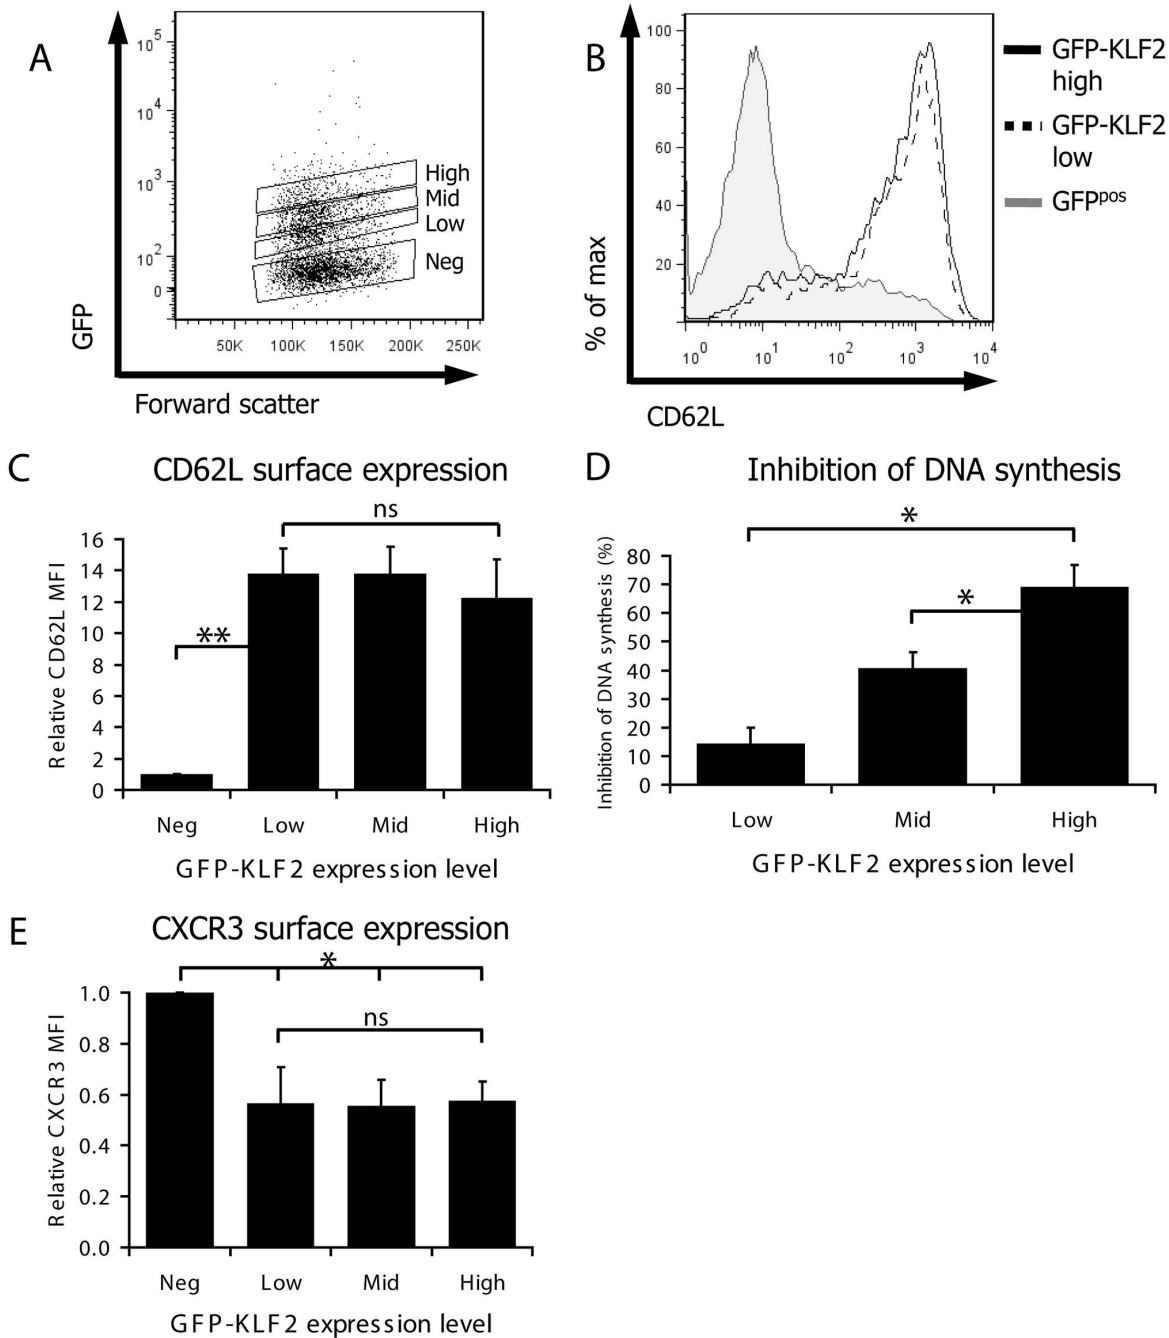 A
GFP
10^5
10^4
10^3
10^2
0
High
Mid
Low
Neg
50K 100K 150K 200K 250K
Forward scatter
B
% of max
100
80
60
40
20
10^0 10^1 10^2 10^3 10^4
CD62L
GFP-KLF2
high
GFP-KLF2
low
GFP^pos
C
CD62L surface expression
ns
**
Relative CD62L MFI
16
14
12
10
8
6
4
2
0
Neg Low Mid High
GFP-KLF2 expression level
D
Inhibition of DNA synthesis
*
*
Inhibition of DNA synthesis (%)
80
70
60
50
40
30
20
10
0
Low Mid High
GFP-KLF2 expression level
E
CXCR3 surface expression
*
ns
Relative CXCR3 MFI
1.0
0.8
0.6
0.4
0.2
0.0
Neg Low Mid High
GFP-KLF2 expression level